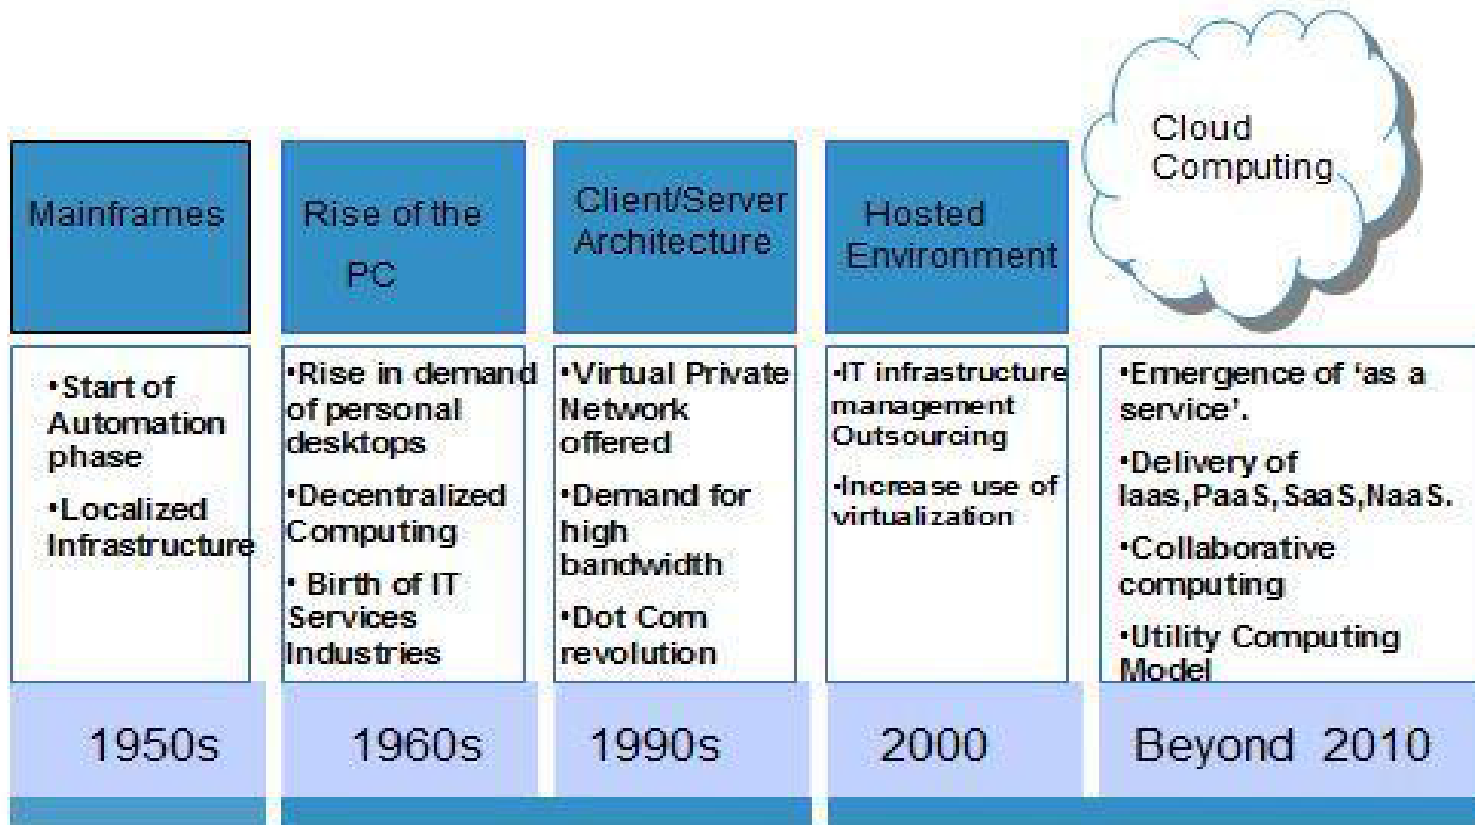 Cloud
Computing
Mainframes
Rise of the
PC
Client/Server
Architecture
Hosted
Environment
•Start of
Automation
phase
•Localized
Infrastructure
•Rise in demand
of personal
desktops
•Decentralized
Computing
• Birth of IT
Services
Industries
•Virtual Private
Network
offered
•Demand for
high
bandwidth
•Dot Com
revolution
•IT infrastructure
management
Outsourcing
•Increase use of
virtualization
•Emergence of ‘as a
service’.
•Delivery of
Iaas,PaaS,SaaS,NaaS.
•Collaborative
computing
•Utility Computing
Model
1950s
1960s
1990s
2000
Beyond 2010